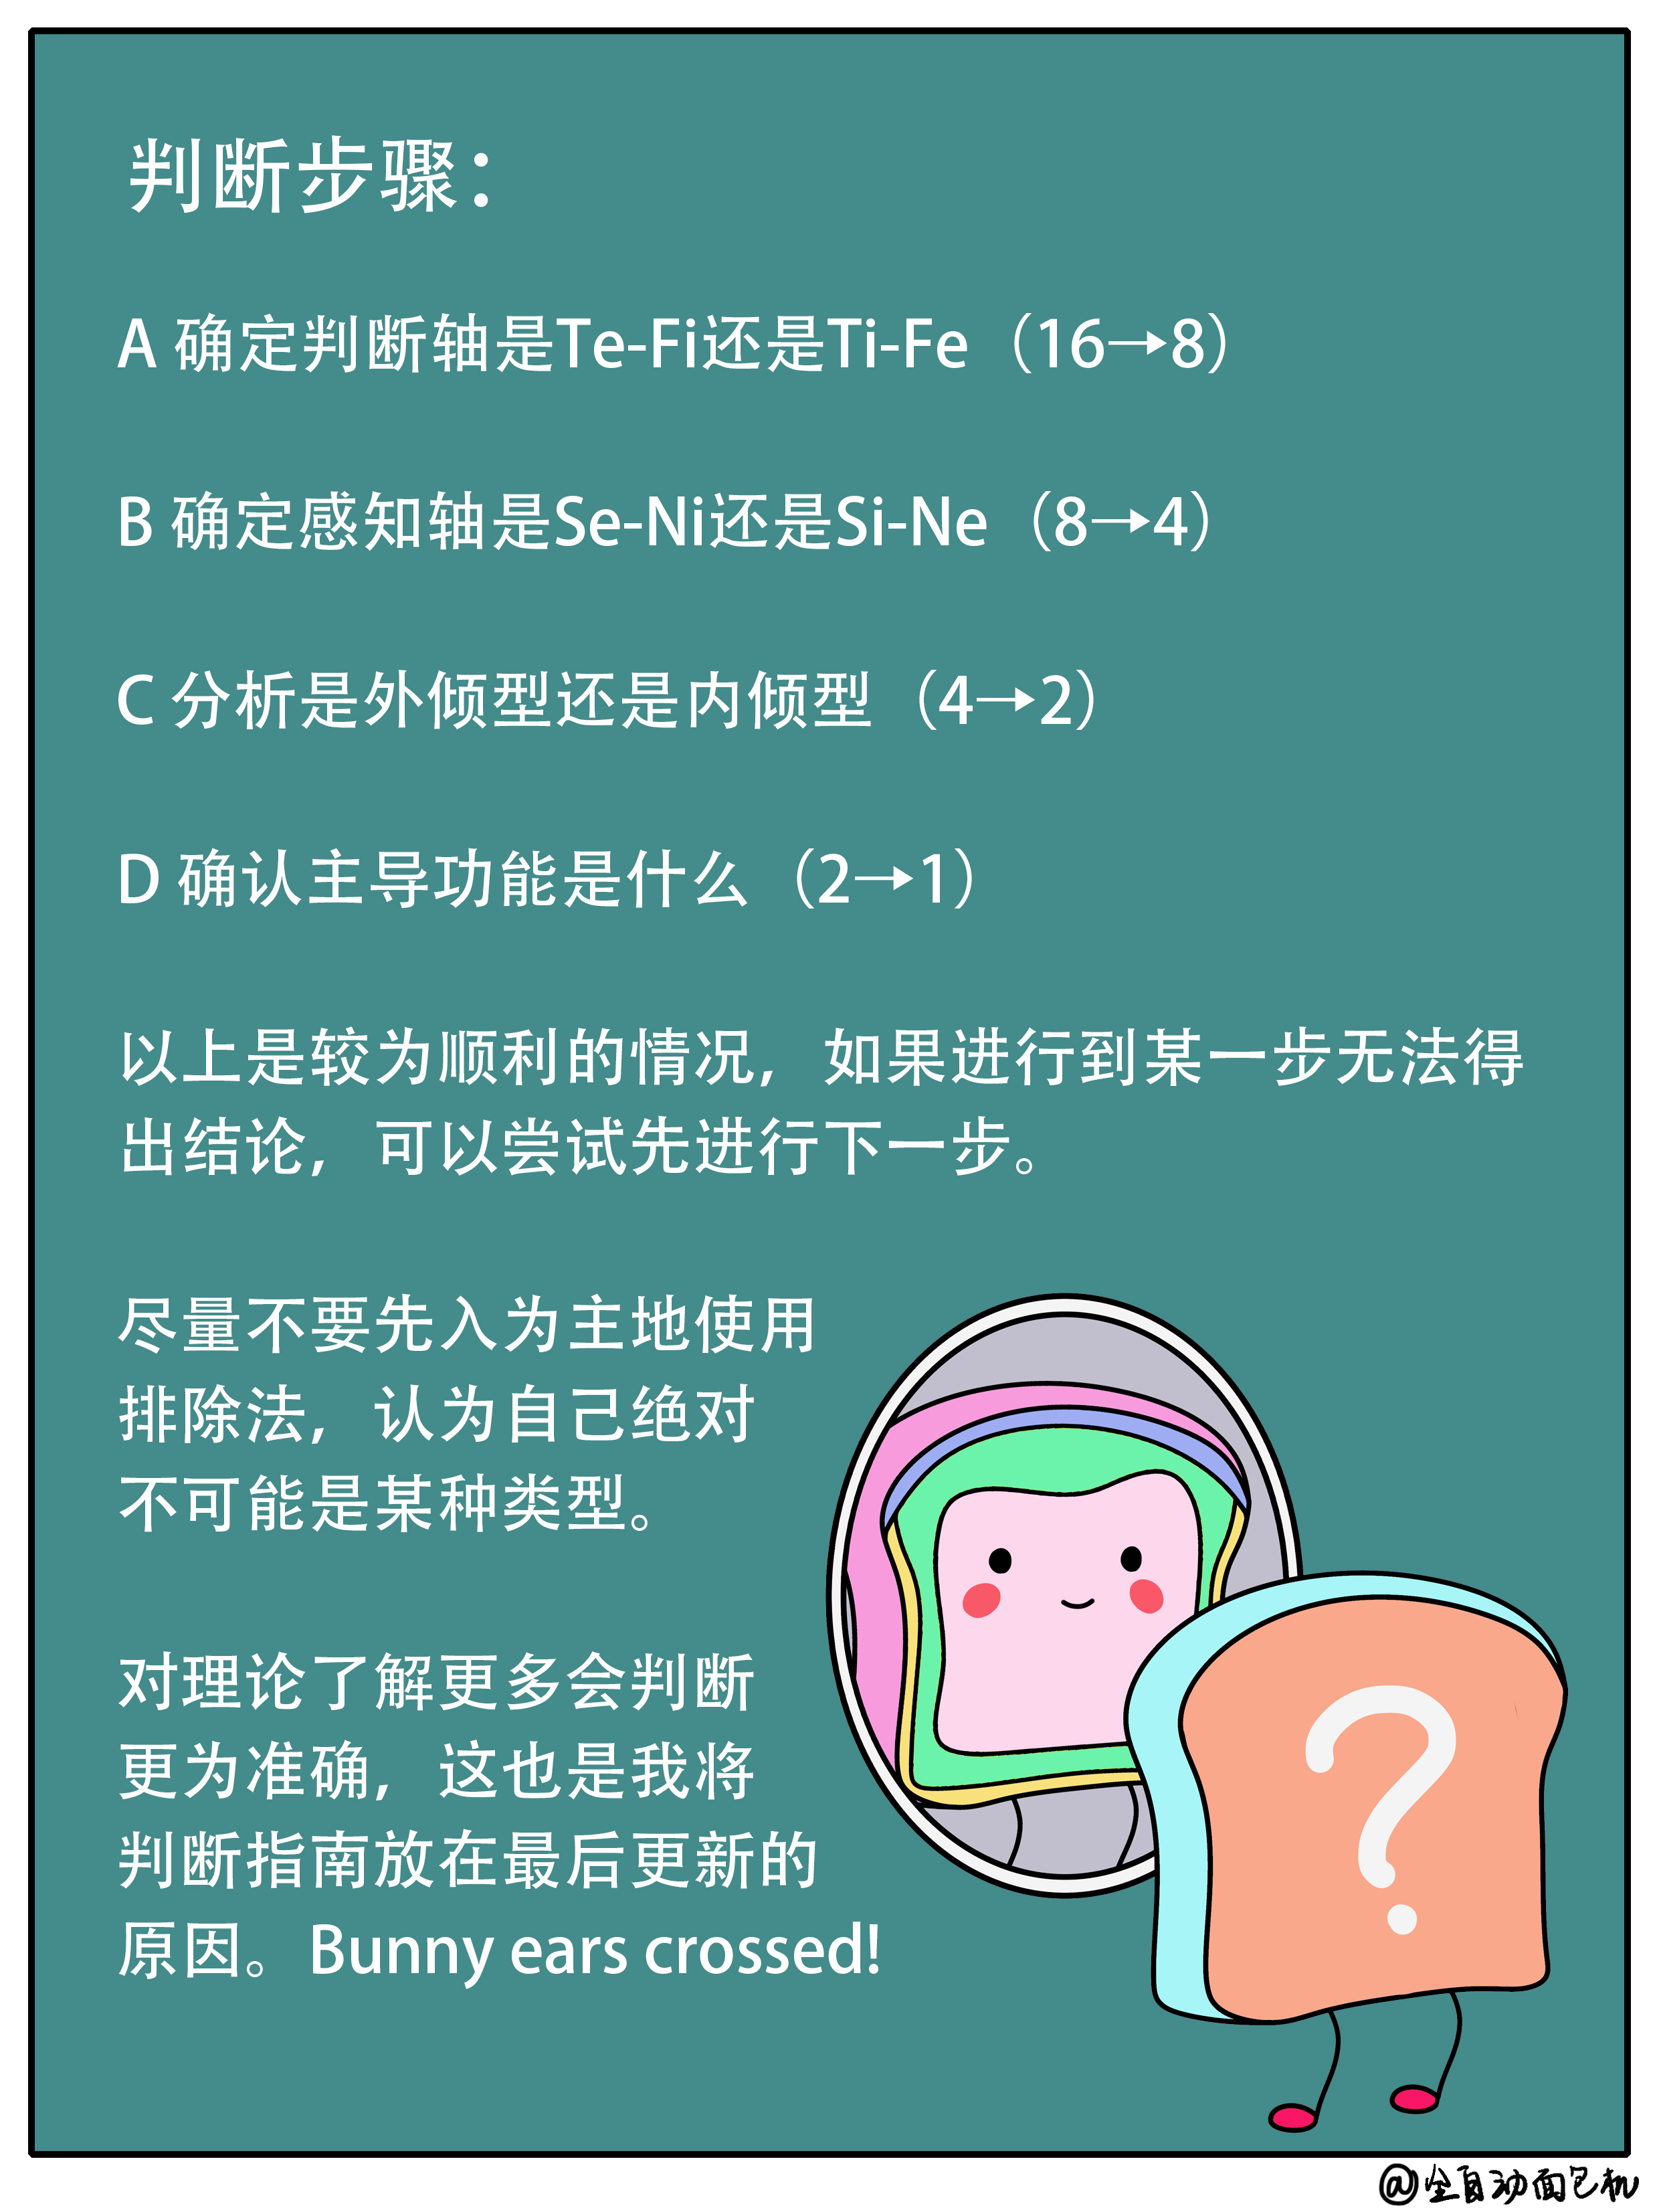 判断步骤：
A 确定判断轴是Te-Fi还是Ti-Fe（16→8）
B 确定感知轴是Se-Ni还是Si-Ne（8→4）
C 分析是外倾型还是内倾型（4→2）
D 确认主导功能是什么（2→1）
以上是较为顺利的情况，如果进行到某一步无法得
出结论，可以尝试先进行下一步。
尽量不要先入为主地使用
排除法，认为自己绝对
不可能是某种类型。
对理论了解更多会判断
更为准确，这也是我将
判断指南放在最后更新的
原因。Bunny ears crossed!
?
@全自动面包机